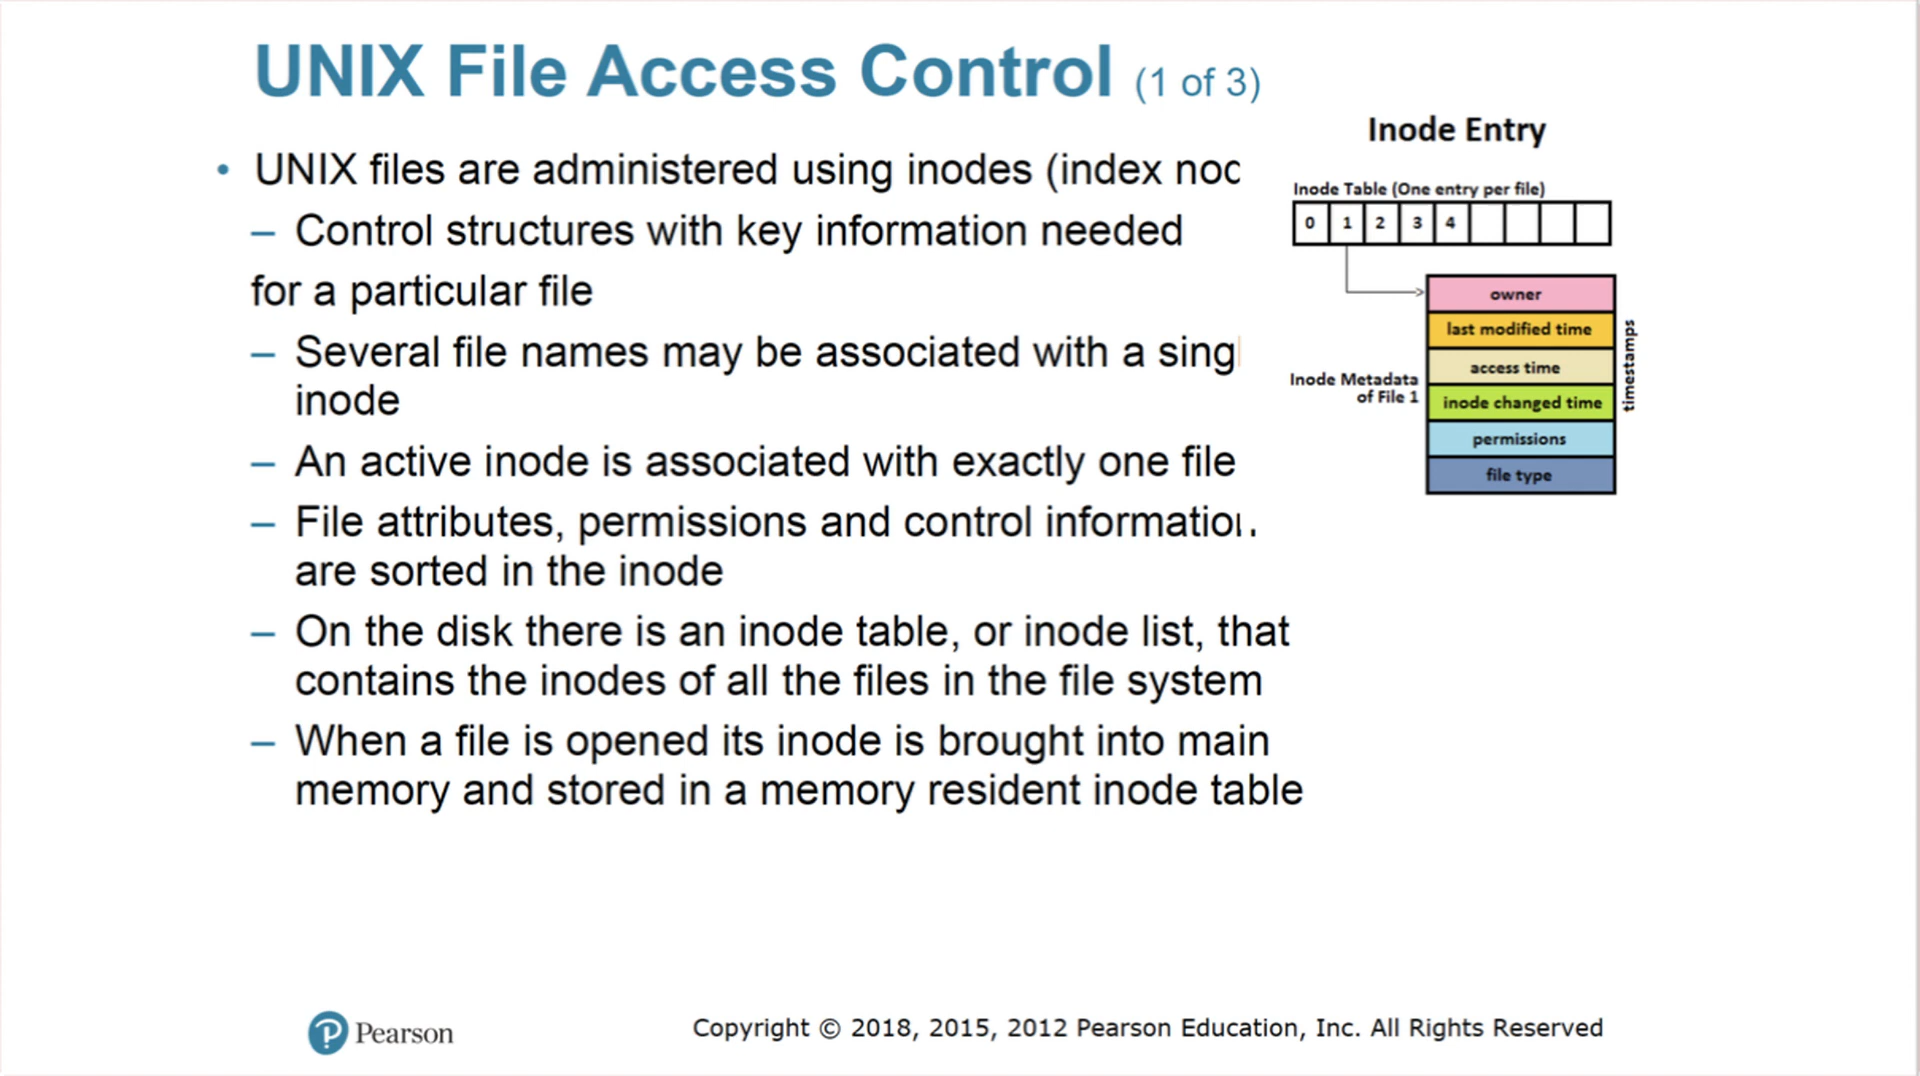 UNIX File Access Control (1 of 3)
• UNIX files are administered using inodes (index
– Control structures with key information needed
for a particular file
– Several file names may be associated with a
inode
– An active inode is associated with exactly one file
– File attributes, permissions and control
are sorted in the inode
– On the disk there is an inode table, or inode list, that
contains the inodes of all the files in the file system
– When a file is opened its inode is brought into main
memory and stored in a memory resident inode table
Inode Entry
Inode Table (One entry per file)
0 1 2 3 4
owner
last modified time
access time
inode changed time
permissions
file type
Inode Metadata
of File 1
timestamps
Pearson
Copyright © 2018, 2015, 2012 Pearson Education, Inc. All Rights Reserved